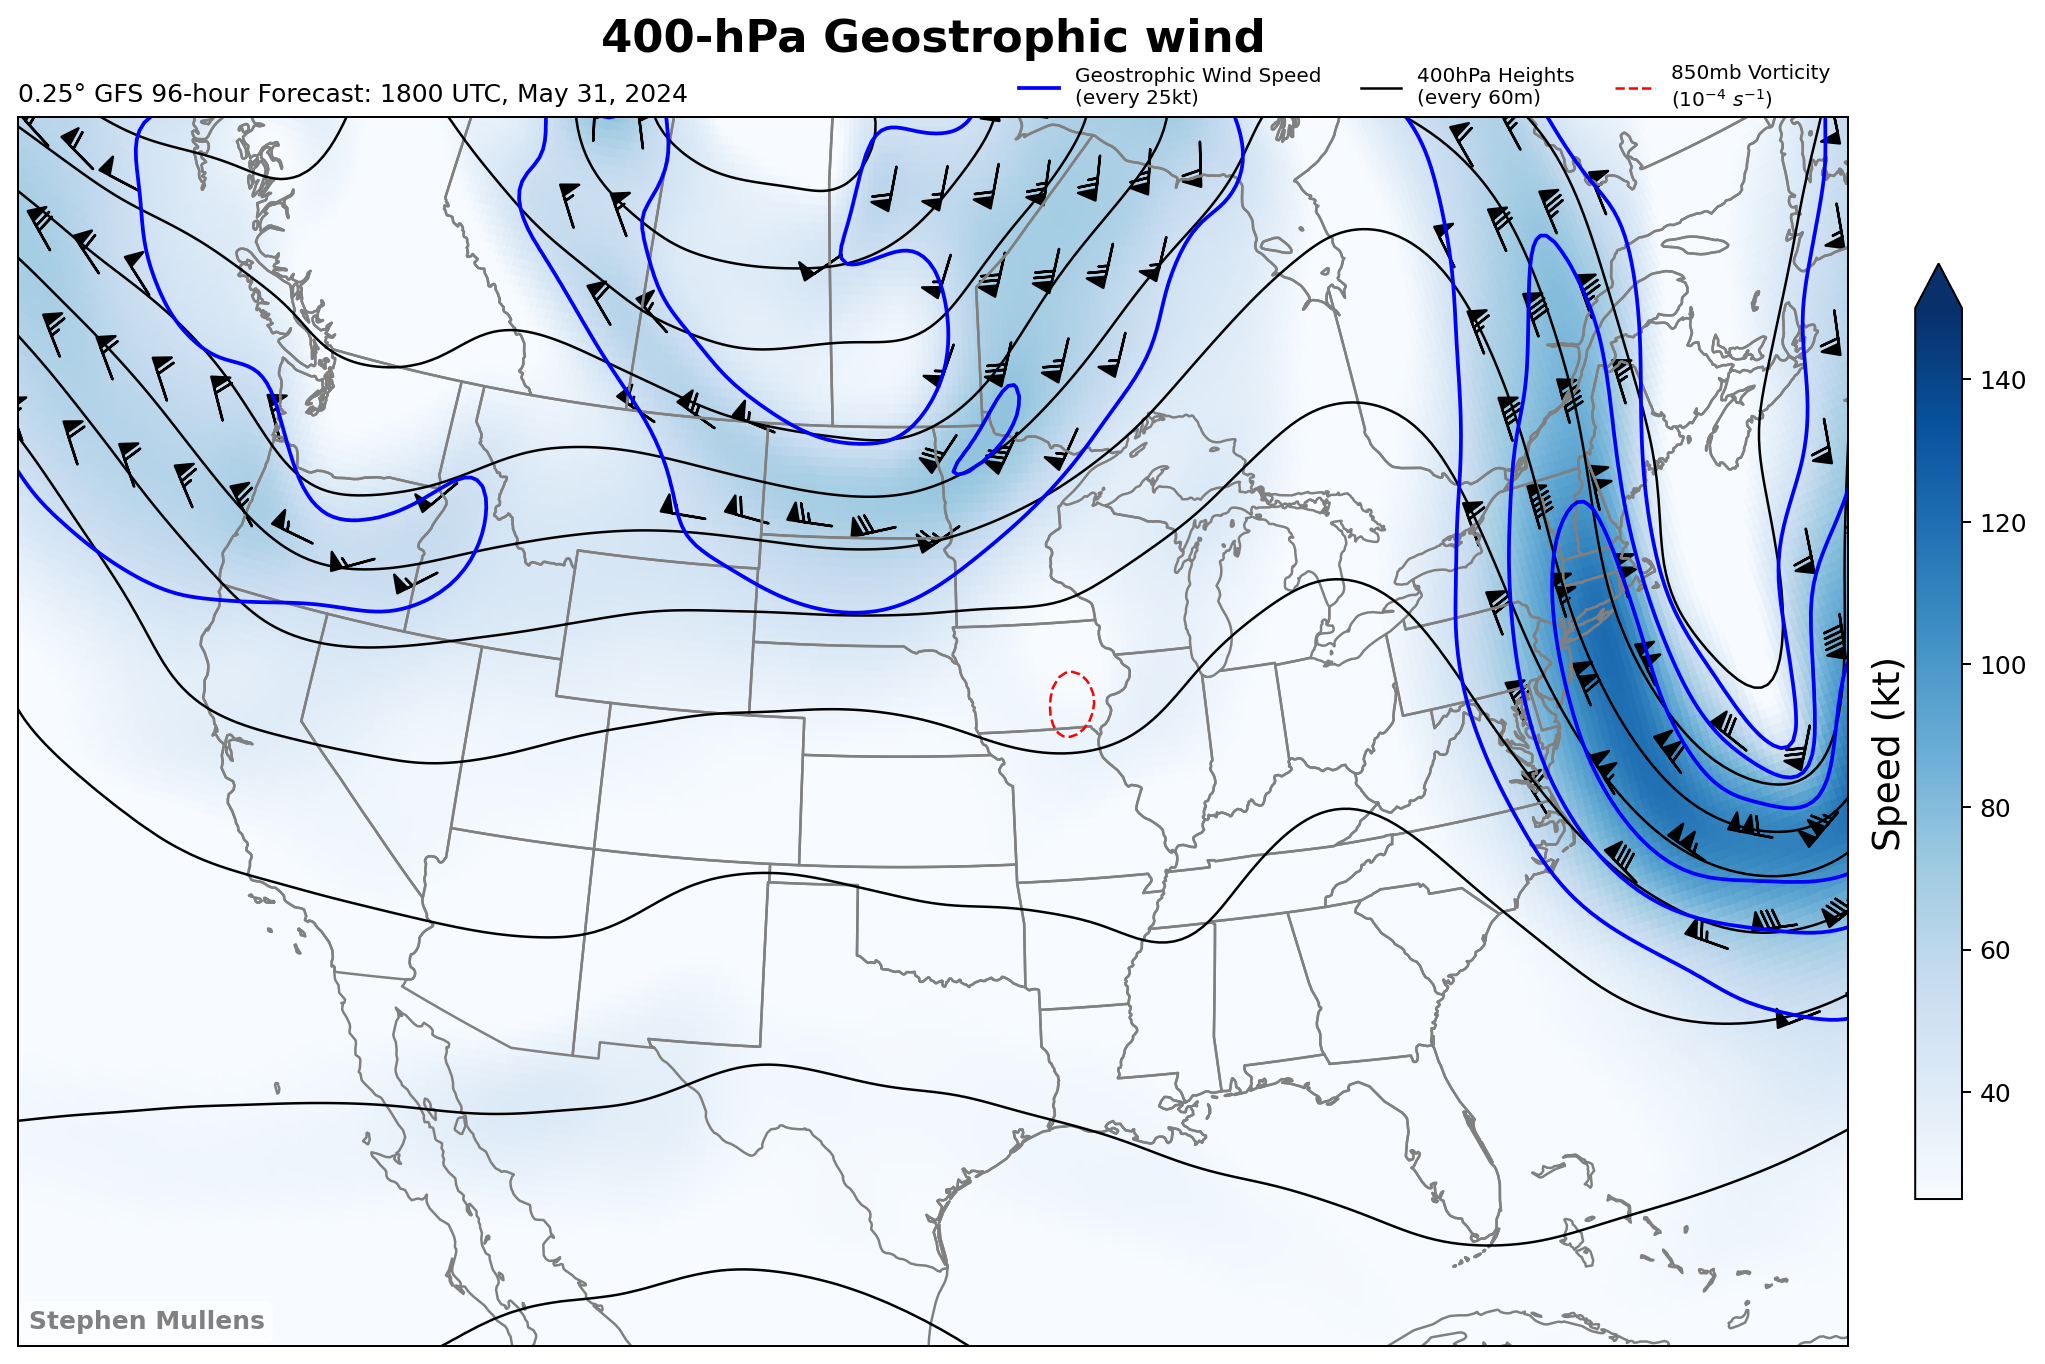 400-hPa Geostrophic wind
0.25° GFS 96-hour Forecast: 1800 UTC, May 31, 2024
Geostrophic Wind Speed
(every 25kt)
400hPa Heights
(every 60m)
850mb Vorticity
(10⁻⁴ s⁻¹)
140
120
100
80
60
40
Speed (kt)
Stephen Mullens